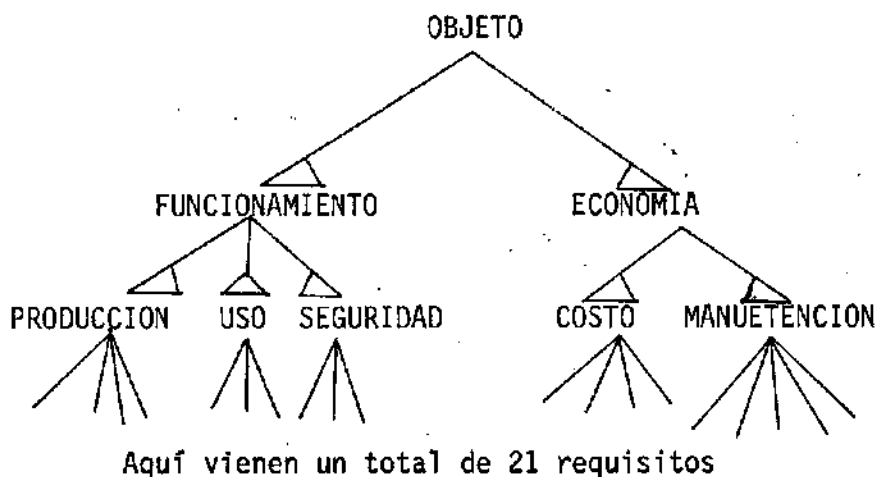 OBJETO
FUNCIONAMIENTO ECONOMIA
PRODUCCION USO SEGURIDAD COSTO MANUETENCION
Aquí vienen un total de 21 requisitos